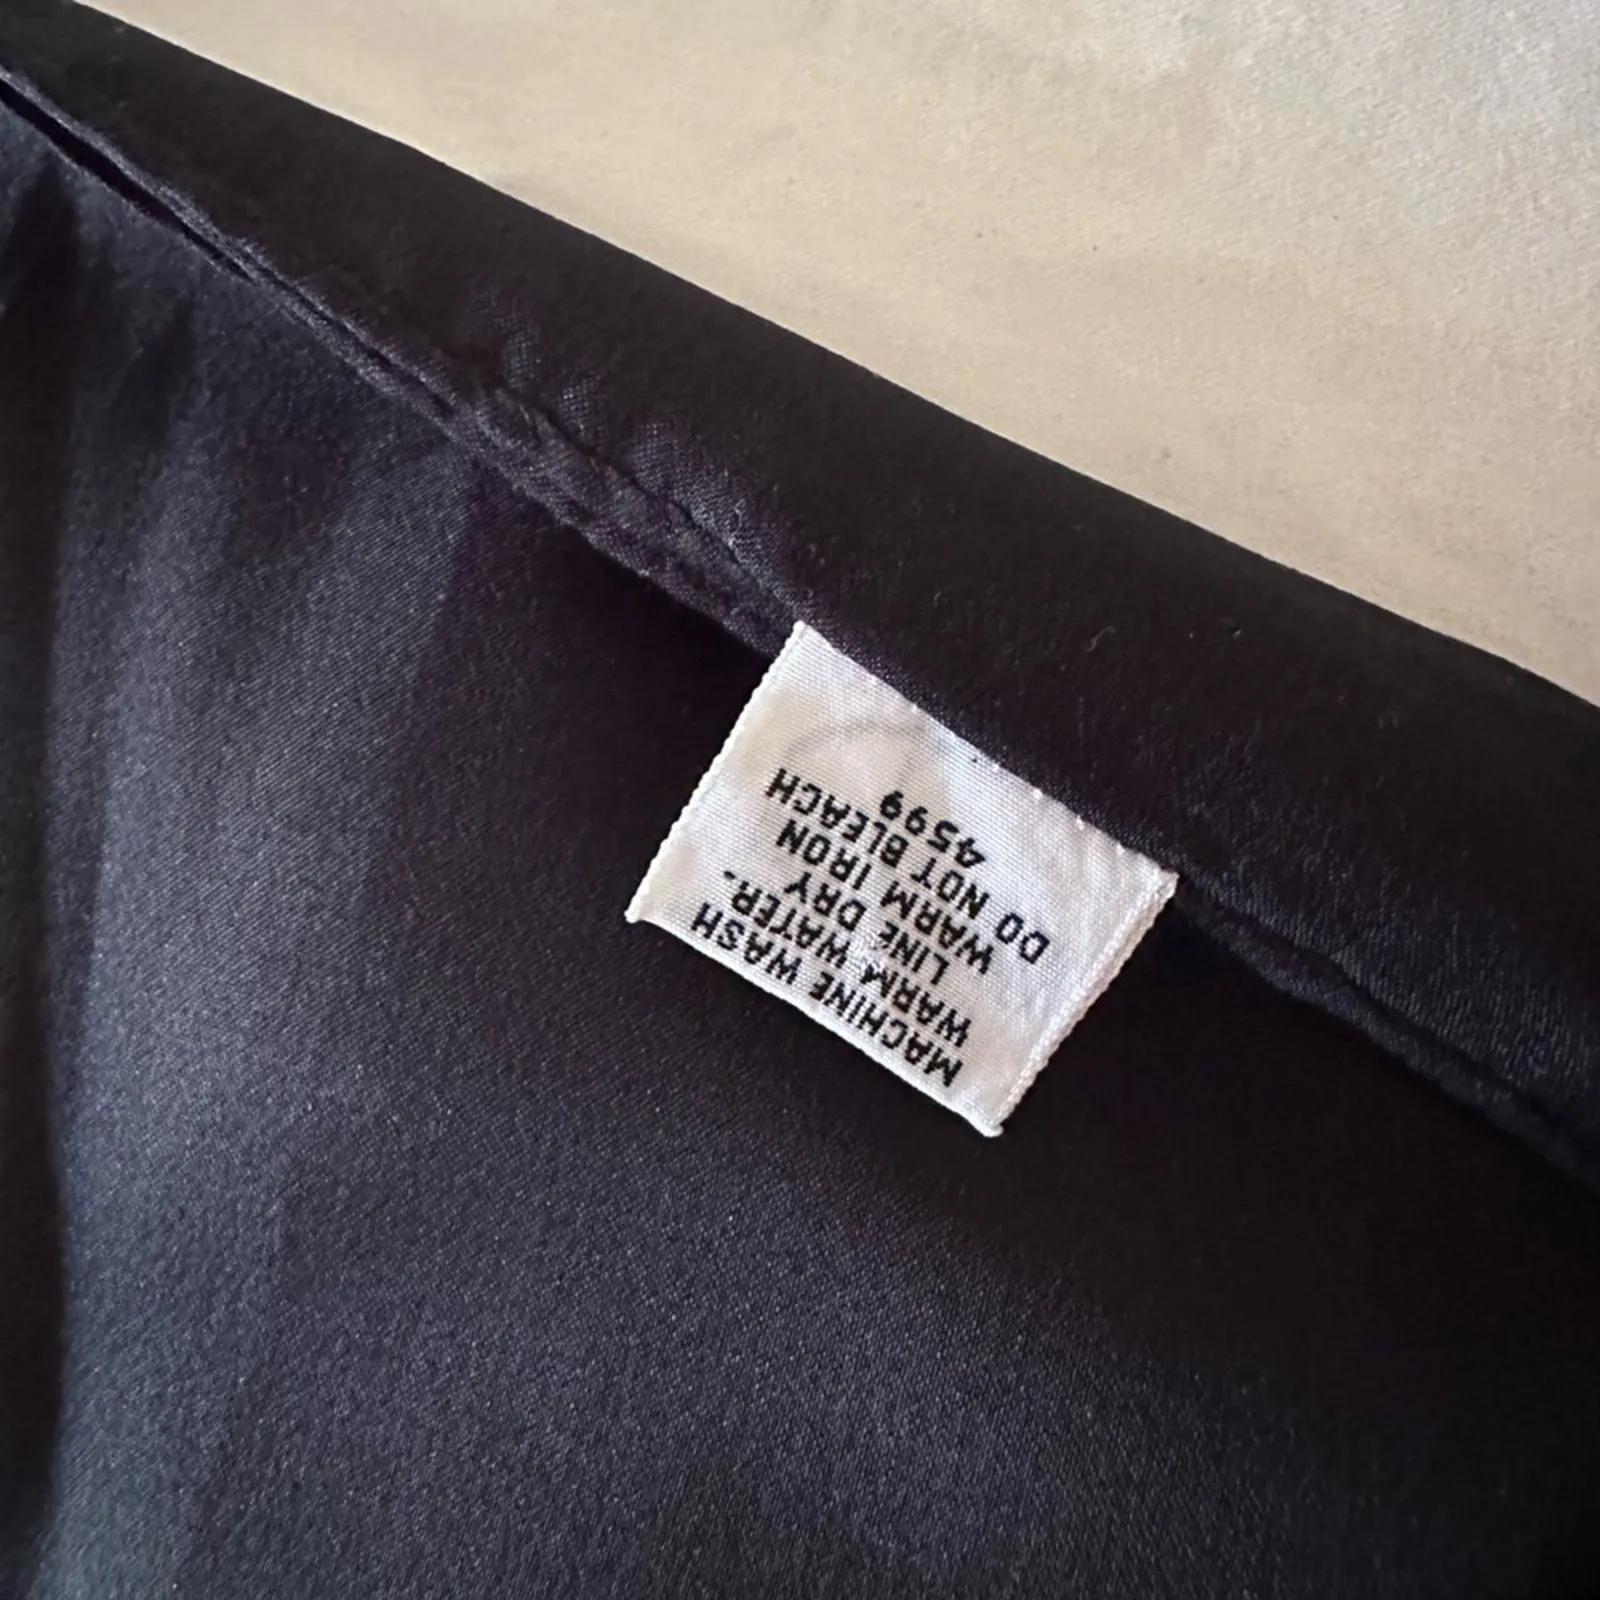 MACHINE WASH
WARM WATER.
LINE DRY
WARM IRON
DO NOT BLEACH
4599